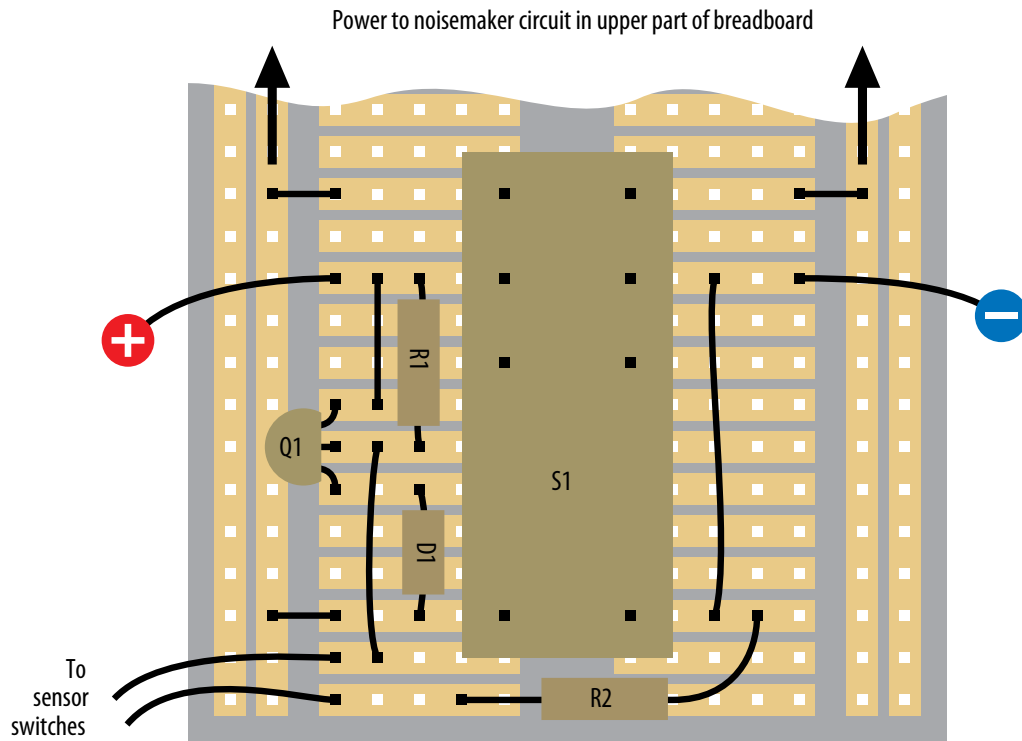 Power to noisemaker circuit in upper part of breadboard
+
−
R1
Q1
S1
D1
To
sensor
switches
R2